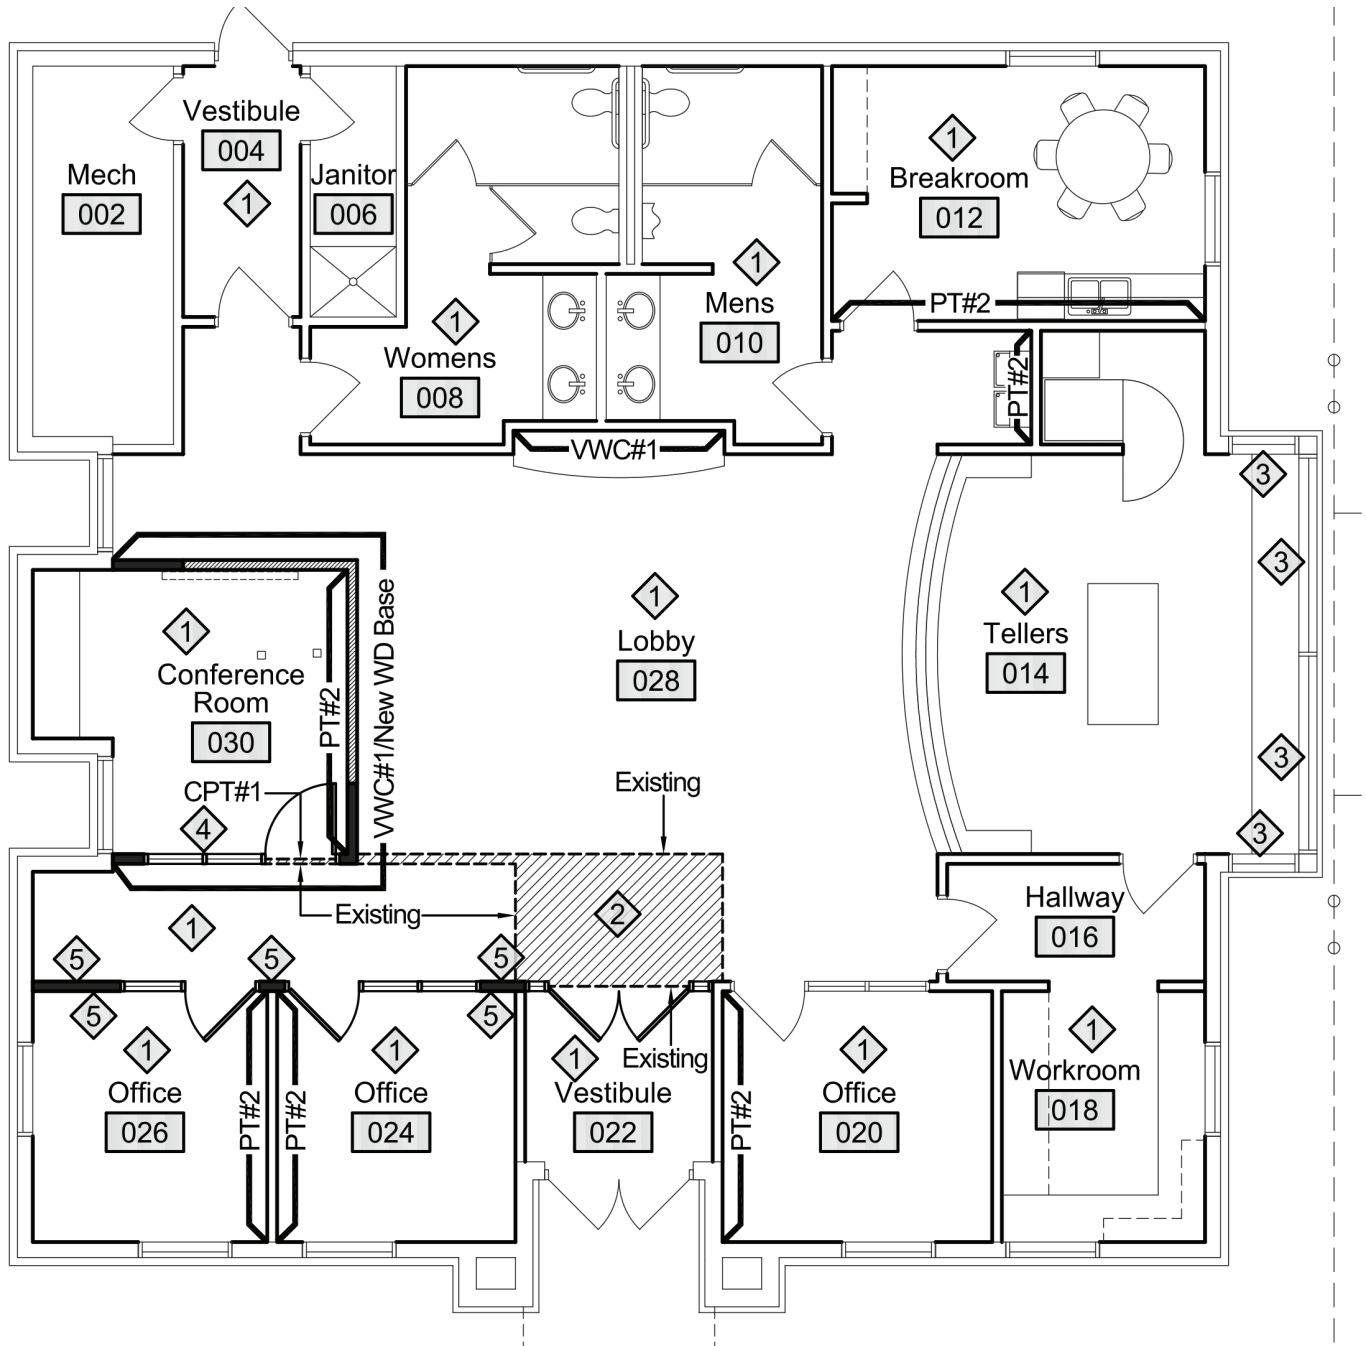 Vestibule
004
1
Mech
002
Janitor
006
1
Breakroom
012
1
Mens
010
1
Womens
008
PT#2
PT#2
VWC#1
3
3
1
Conference
Room
030
PT#2
VWC#1/New WD Base
1
Lobby
028
1
Tellers
014
CPT#1
4
Existing
3
3
Existing
2
1
Hallway
016
5
5
5
5
5
1
Office
026
PT#2
PT#2
1
Office
024
1
Existing
Vestibule
022
PT#2
1
Office
020
1
Workroom
018